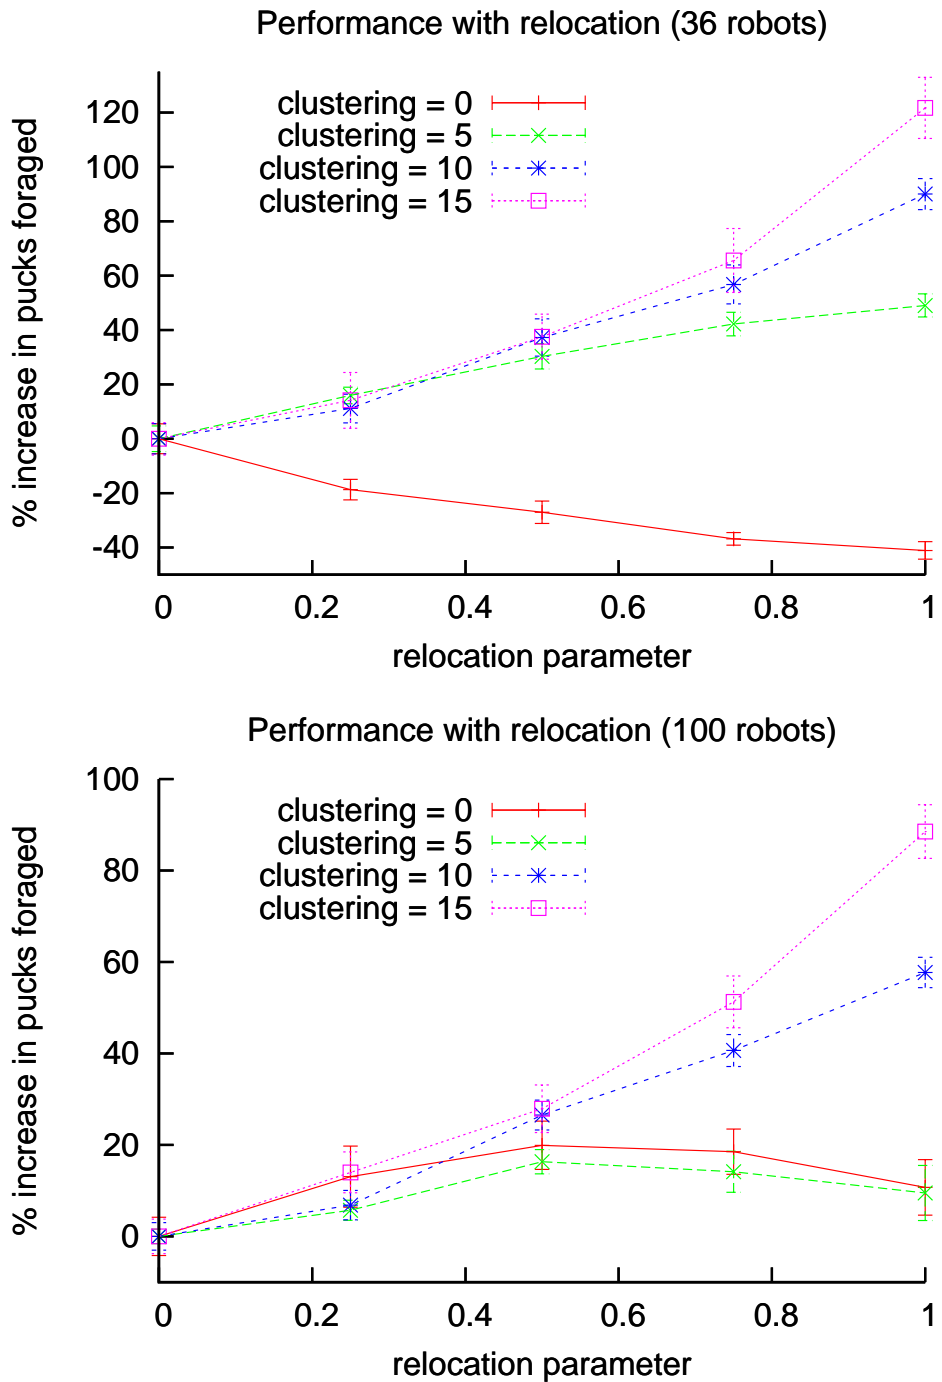 Performance with relocation (36 robots)
% increase in pucks foraged
120
100
80
60
40
20
0
-20
-40
clustering = 0
clustering = 5
clustering = 10
clustering = 15
0 0.2 0.4 0.6 0.8 1
relocation parameter
Performance with relocation (100 robots)
% increase in pucks foraged
100
80
60
40
20
0
clustering = 0
clustering = 5
clustering = 10
clustering = 15
0 0.2 0.4 0.6 0.8 1
relocation parameter